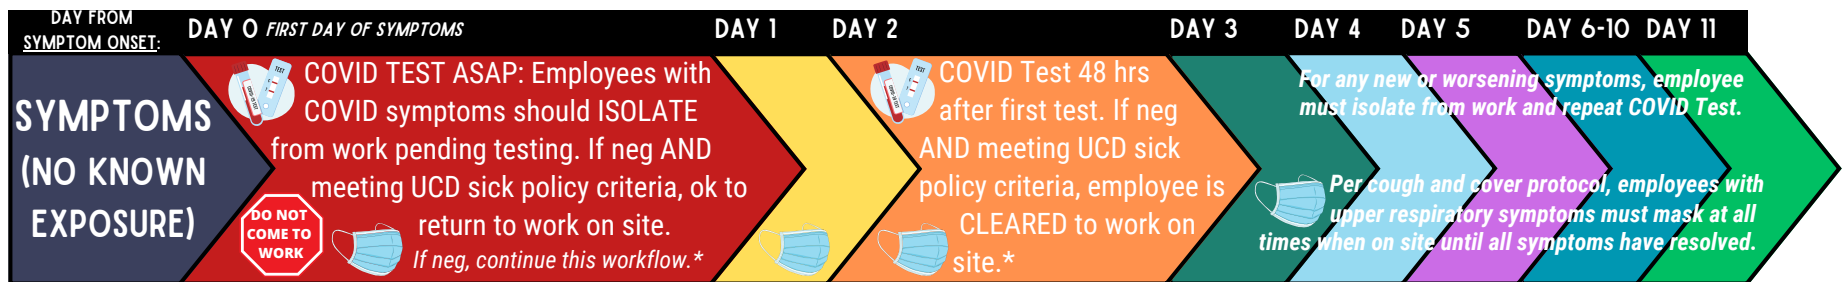 DAY FROM
SYMPTOM ONSET:
DAY 0 FIRST DAY OF SYMPTOMS
DAY 1
DAY 2
DAY 3
DAY 4
DAY 5
DAY 6-10
DAY 11
SYMPTOMS
(NO KNOWN
EXPOSURE)
COVID TEST ASAP: Employees with
COVID symptoms should ISOLATE
from work pending testing. If neg AND
meeting UCD sick policy criteria, ok to
return to work on site.
If neg, continue this workflow.*
DO NOT
COME TO
WORK
COVID Test 48 hrs
after first test. If neg
AND meeting UCD sick
policy criteria, employee is
CLEARED to work on
site.*
For any new or worsening symptoms, employee
must isolate from work and repeat COVID Test.
Per cough and cover protocol, employees with
upper respiratory symptoms must mask at all
times when on site until all symptoms have resolved.